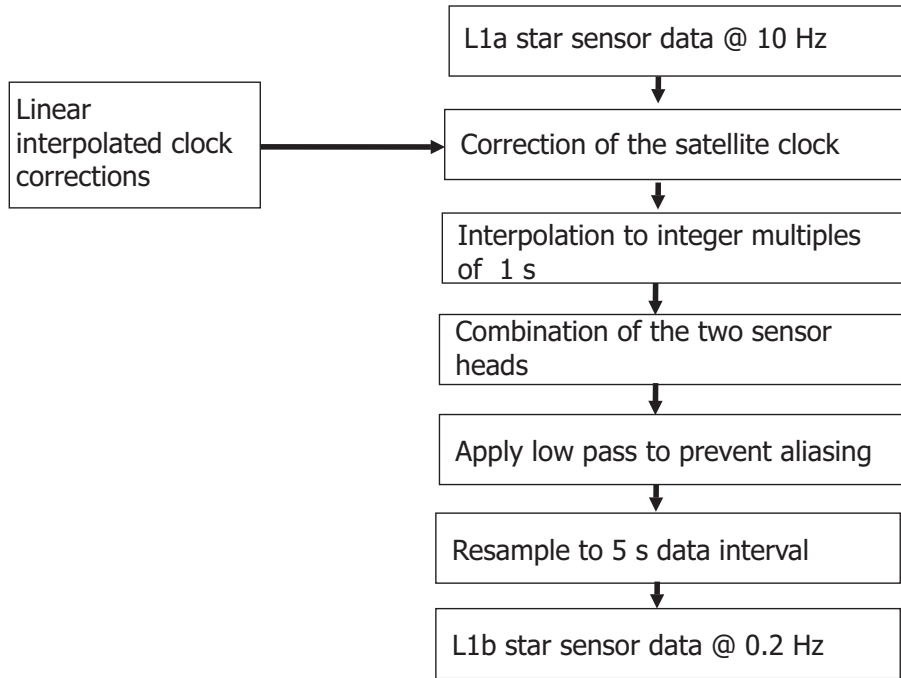 L1a star sensor data @ 10 Hz
Linear
interpolated clock
corrections
Correction of the satellite clock
Interpolation to integer multiples
of 1 s
Combination of the two sensor
heads
Apply low pass to prevent aliasing
Resample to 5 s data interval
L1b star sensor data @ 0.2 Hz